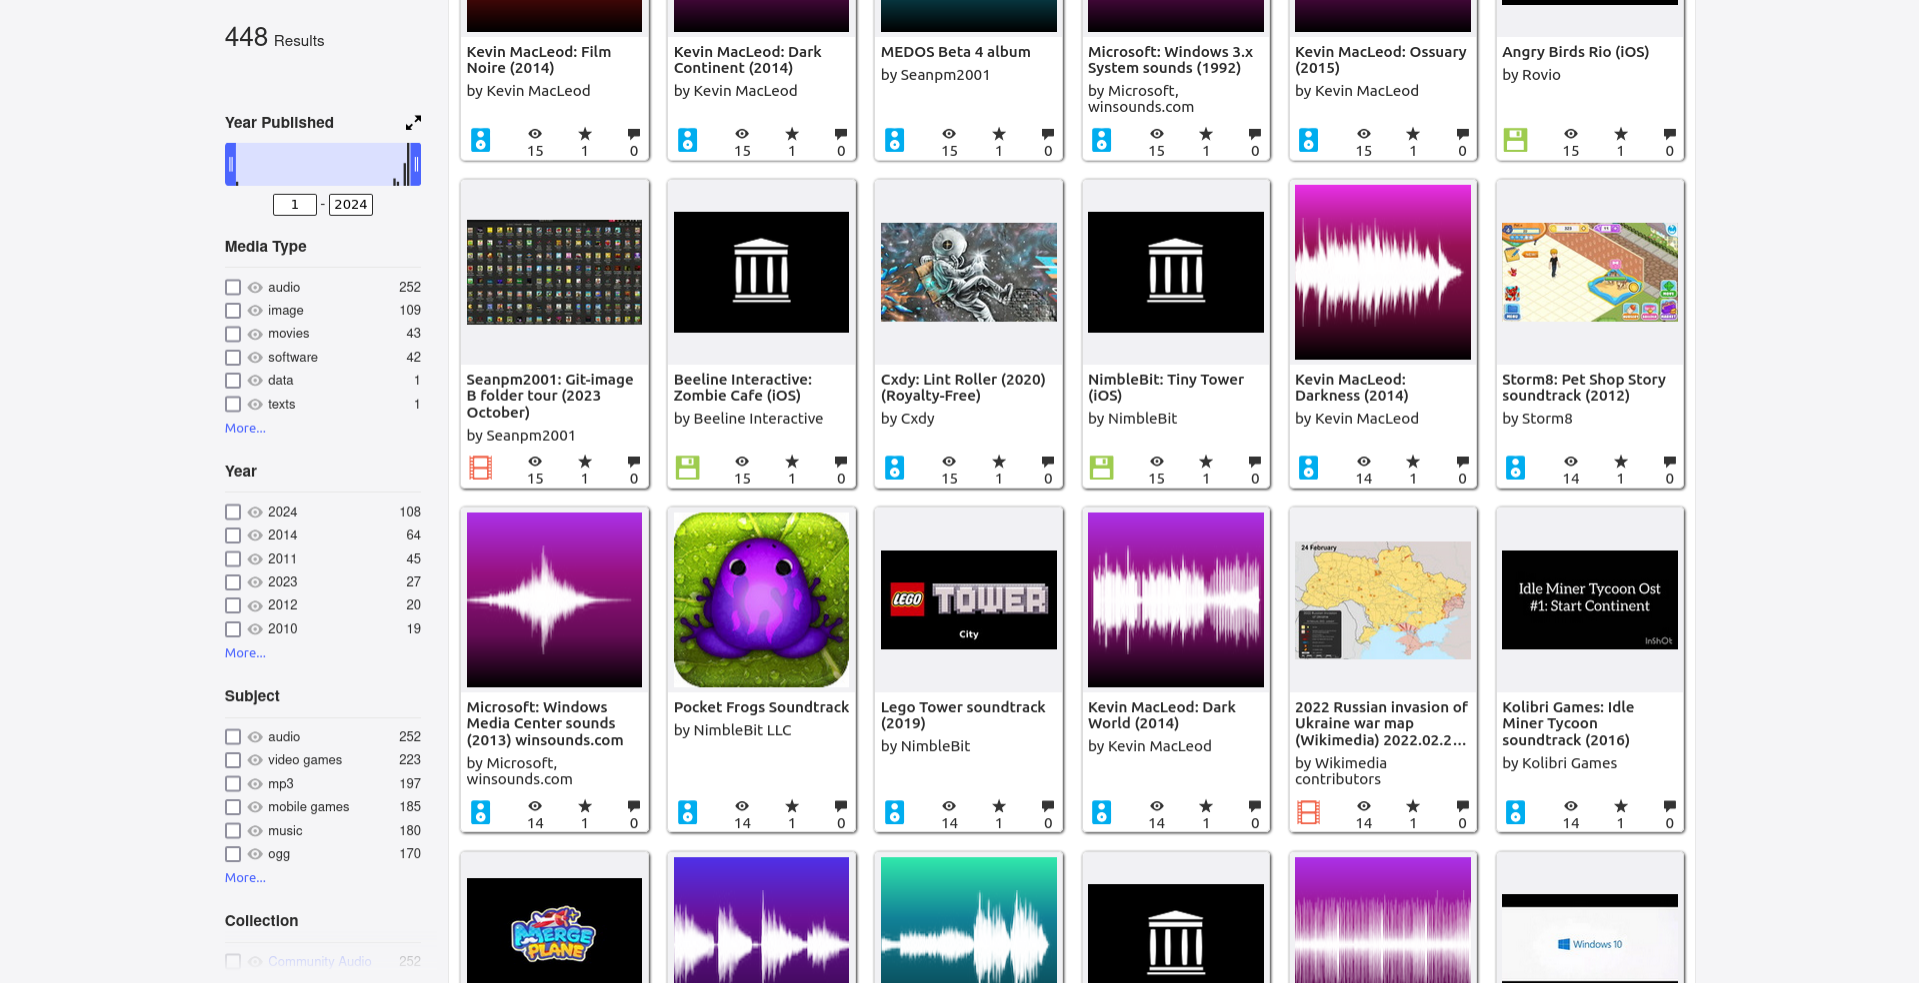 448 Results
Year Published
1 - 2024
Media Type
audio 252
image 109
movies 43
software 42
data 1
texts 1
More...
Year
2024 108
2014 64
2011 45
2023 27
2012 20
2010 19
More...
Subject
audio 252
video games 223
mp3 197
mobile games 185
music 180
ogg 170
More...
Collection
Community Audio 252
Kevin MacLeod: Film
Noire (2014)
by Kevin MacLeod
15 1 0
Kevin MacLeod: Dark
Continent (2014)
by Kevin MacLeod
15 1 0
MEDOS Beta 4 album
by Seanpm2001
15 1 0
Microsoft: Windows 3.x
System sounds (1992)
by Microsoft,
winsounds.com
15 1 0
Kevin MacLeod: Ossuary
(2015)
by Kevin MacLeod
15 1 0
Angry Birds Rio (iOS)
by Rovio
15 1 0
Seanpm2001: Git-image
B folder tour (2023
October)
by Seanpm2001
15 1 0
Beeline Interactive:
Zombie Cafe (iOS)
by Beeline Interactive
15 1 0
Cxdy: Lint Roller (2020)
(Royalty-Free)
by Cxdy
15 1 0
NimbleBit: Tiny Tower
(iOS)
by NimbleBit
15 1 0
Kevin MacLeod:
Darkness (2014)
by Kevin MacLeod
14 1 0
Storm8: Pet Shop Story
soundtrack (2012)
by Storm8
14 1 0
Microsoft: Windows
Media Center sounds
(2013) winsounds.com
by Microsoft,
winsounds.com
14 1 0
Pocket Frogs Soundtrack
by NimbleBit LLC
14 1 0
LEGO TOWER
City
Lego Tower soundtrack
(2019)
by NimbleBit
14 1 0
Kevin MacLeod: Dark
World (2014)
by Kevin MacLeod
14 1 0
24 February
2022 Russian invasion of
Ukraine war map
(Wikimedia) 2022.02.2...
by Wikimedia
contributors
14 1 0
Idle Miner Tycoon Ost
#1: Start Continent
InShOt
Kolibri Games: Idle
Miner Tycoon
soundtrack (2016)
by Kolibri Games
14 1 0
MERGE
PLANE
Windows 10